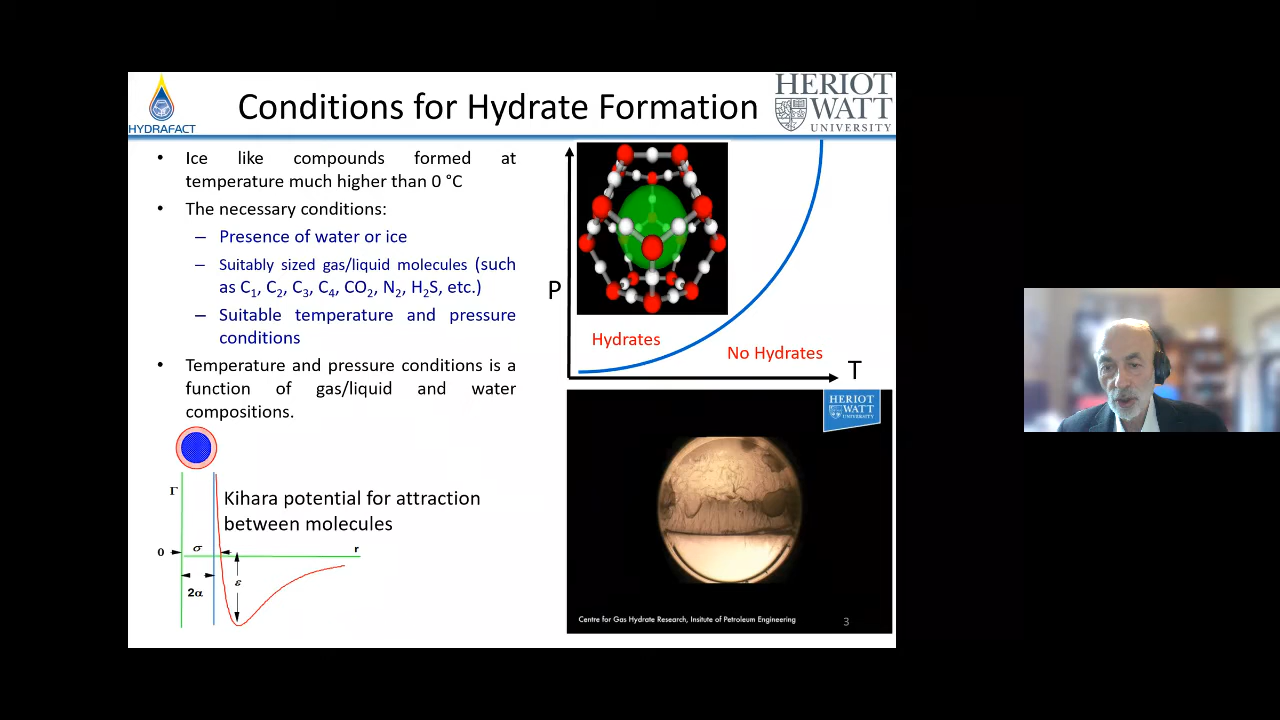 HYDRAFACT
Conditions for Hydrate Formation
HERIOT
WATT
UNIVERSITY
• Ice like compounds formed at
temperature much higher than 0 °C
• The necessary conditions:
– Presence of water or ice
– Suitably sized gas/liquid molecules (such
as C1, C2, C3, C4, CO2, N2, H2S, etc.)
– Suitable temperature and pressure
conditions
• Temperature and pressure conditions is a
function of gas/liquid and water
compositions.
P
Hydrates
No Hydrates
T
Γ
Kihara potential for attraction
between molecules
0
σ
r
ε
2α
HERIOT
WATT
UNIVERSITY
Centre for Gas Hydrate Research, Insitute of Petroleum Engineering
3